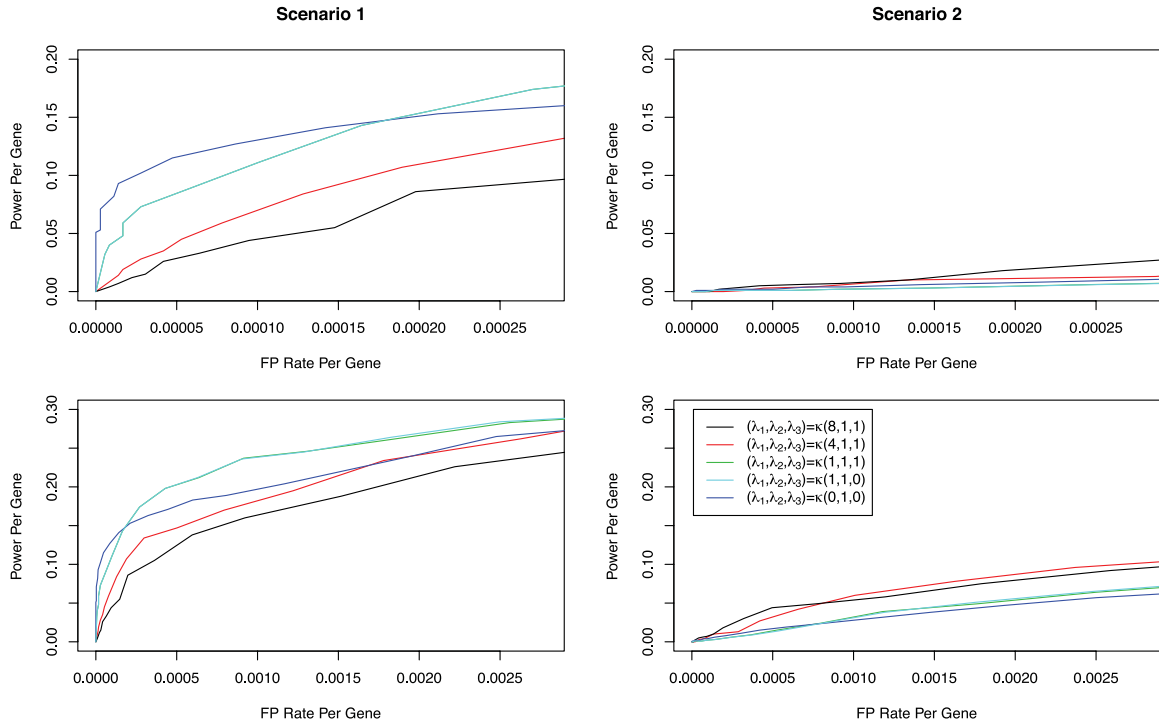 Scenario 1
Scenario 2
0.20
0.15
0.10
0.05
0.00
Power Per Gene
0.00000 0.00005 0.00010 0.00015 0.00020 0.00025
FP Rate Per Gene
0.20
0.15
0.10
0.05
0.00
Power Per Gene
0.00000 0.00005 0.00010 0.00015 0.00020 0.00025
FP Rate Per Gene
0.30
0.20
0.10
0.00
Power Per Gene
0.0000 0.0005 0.0010 0.0015 0.0020 0.0025
FP Rate Per Gene
0.30
0.20
0.10
0.00
Power Per Gene
(λ₁,λ₂,λ₃)=κ(8,1,1)
(λ₁,λ₂,λ₃)=κ(4,1,1)
(λ₁,λ₂,λ₃)=κ(1,1,1)
(λ₁,λ₂,λ₃)=κ(1,1,0)
(λ₁,λ₂,λ₃)=κ(0,1,0)
0.0000 0.0005 0.0010 0.0015 0.0020 0.0025
FP Rate Per Gene